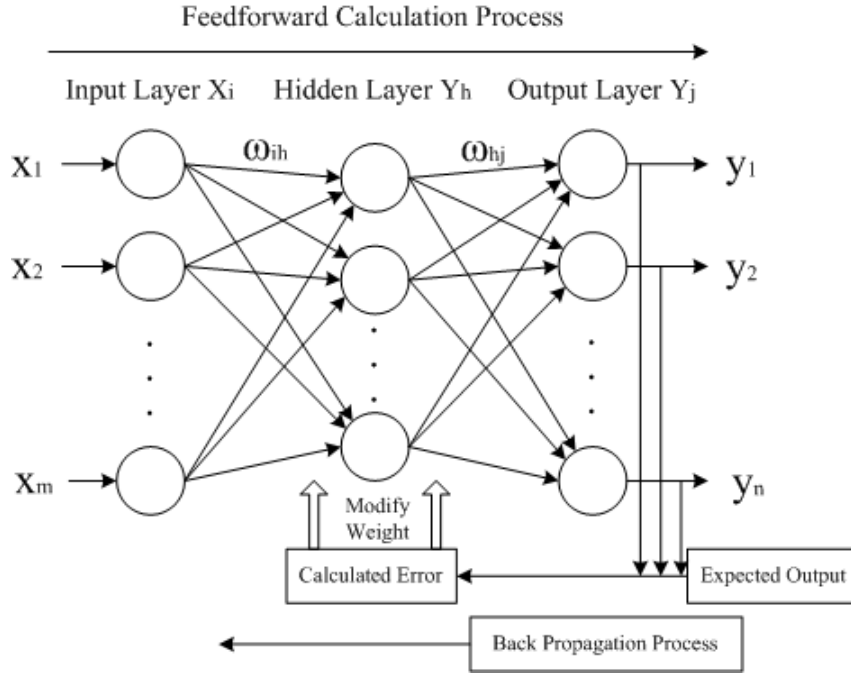 Feedforward Calculation Process
Input Layer Xi
Hidden Layer Yh
Output Layer Yj
x1
ωih
ωhj
y1
x2
y2
xm
yn
Modify
Weight
Calculated Error
Expected Output
Back Propagation Process